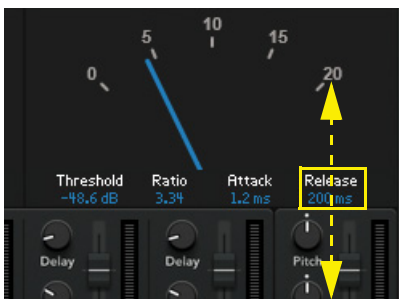 10
5 15
0 20
Threshold Ratio Attack Release
-48.6 dB 3.34 1.2 ms 200 ms
Delay Delay Pitch